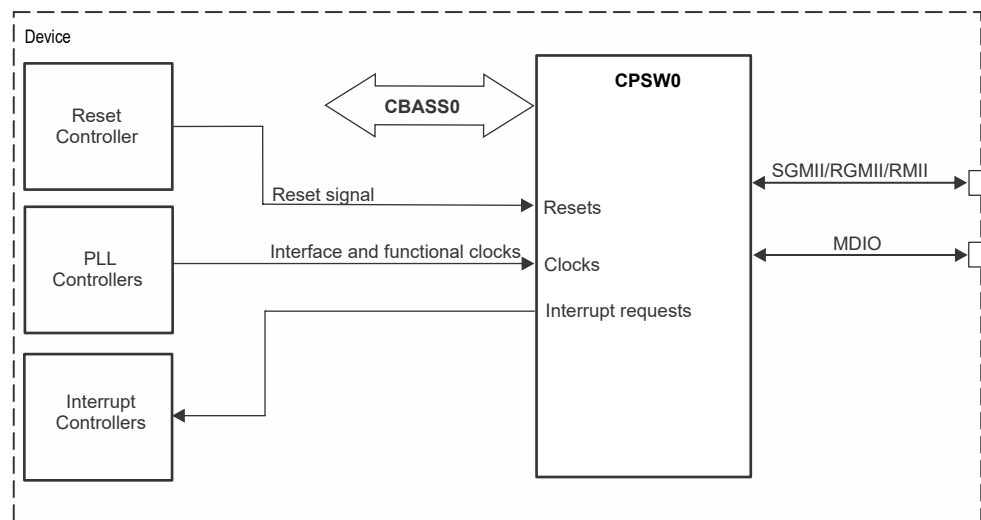 Device
Reset
Controller
CBASS0
CPSW0
Reset signal
Resets
SGMII/RGMII/RMII
PLL
Controllers
Interface and functional clocks
Clocks
MDIO
Interrupt requests
Interrupt
Controllers